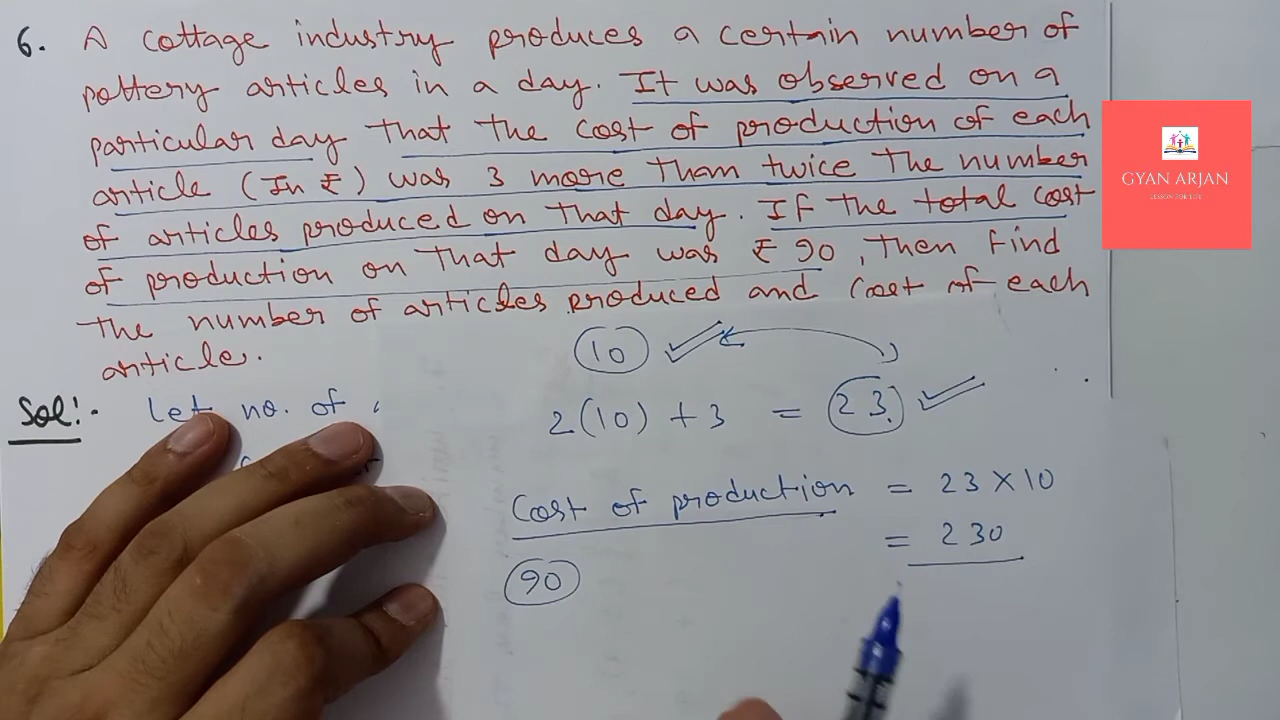 6. A cottage industry produces a certain number of
pottery articles in a day. It was observed on a
particular day that the cost of production of each
article (In ₹) was 3 more than twice the number
of articles produced on that day. If the total cost
of production on that day was ₹ 90, then find
the number of articles produced and cost of each
article.
GYAN ARJAN
LESSON FOR LIFE
10
Sol:- Let no. of
2(10) + 3 = 23
Cost of production = 23 × 10
= 230
90